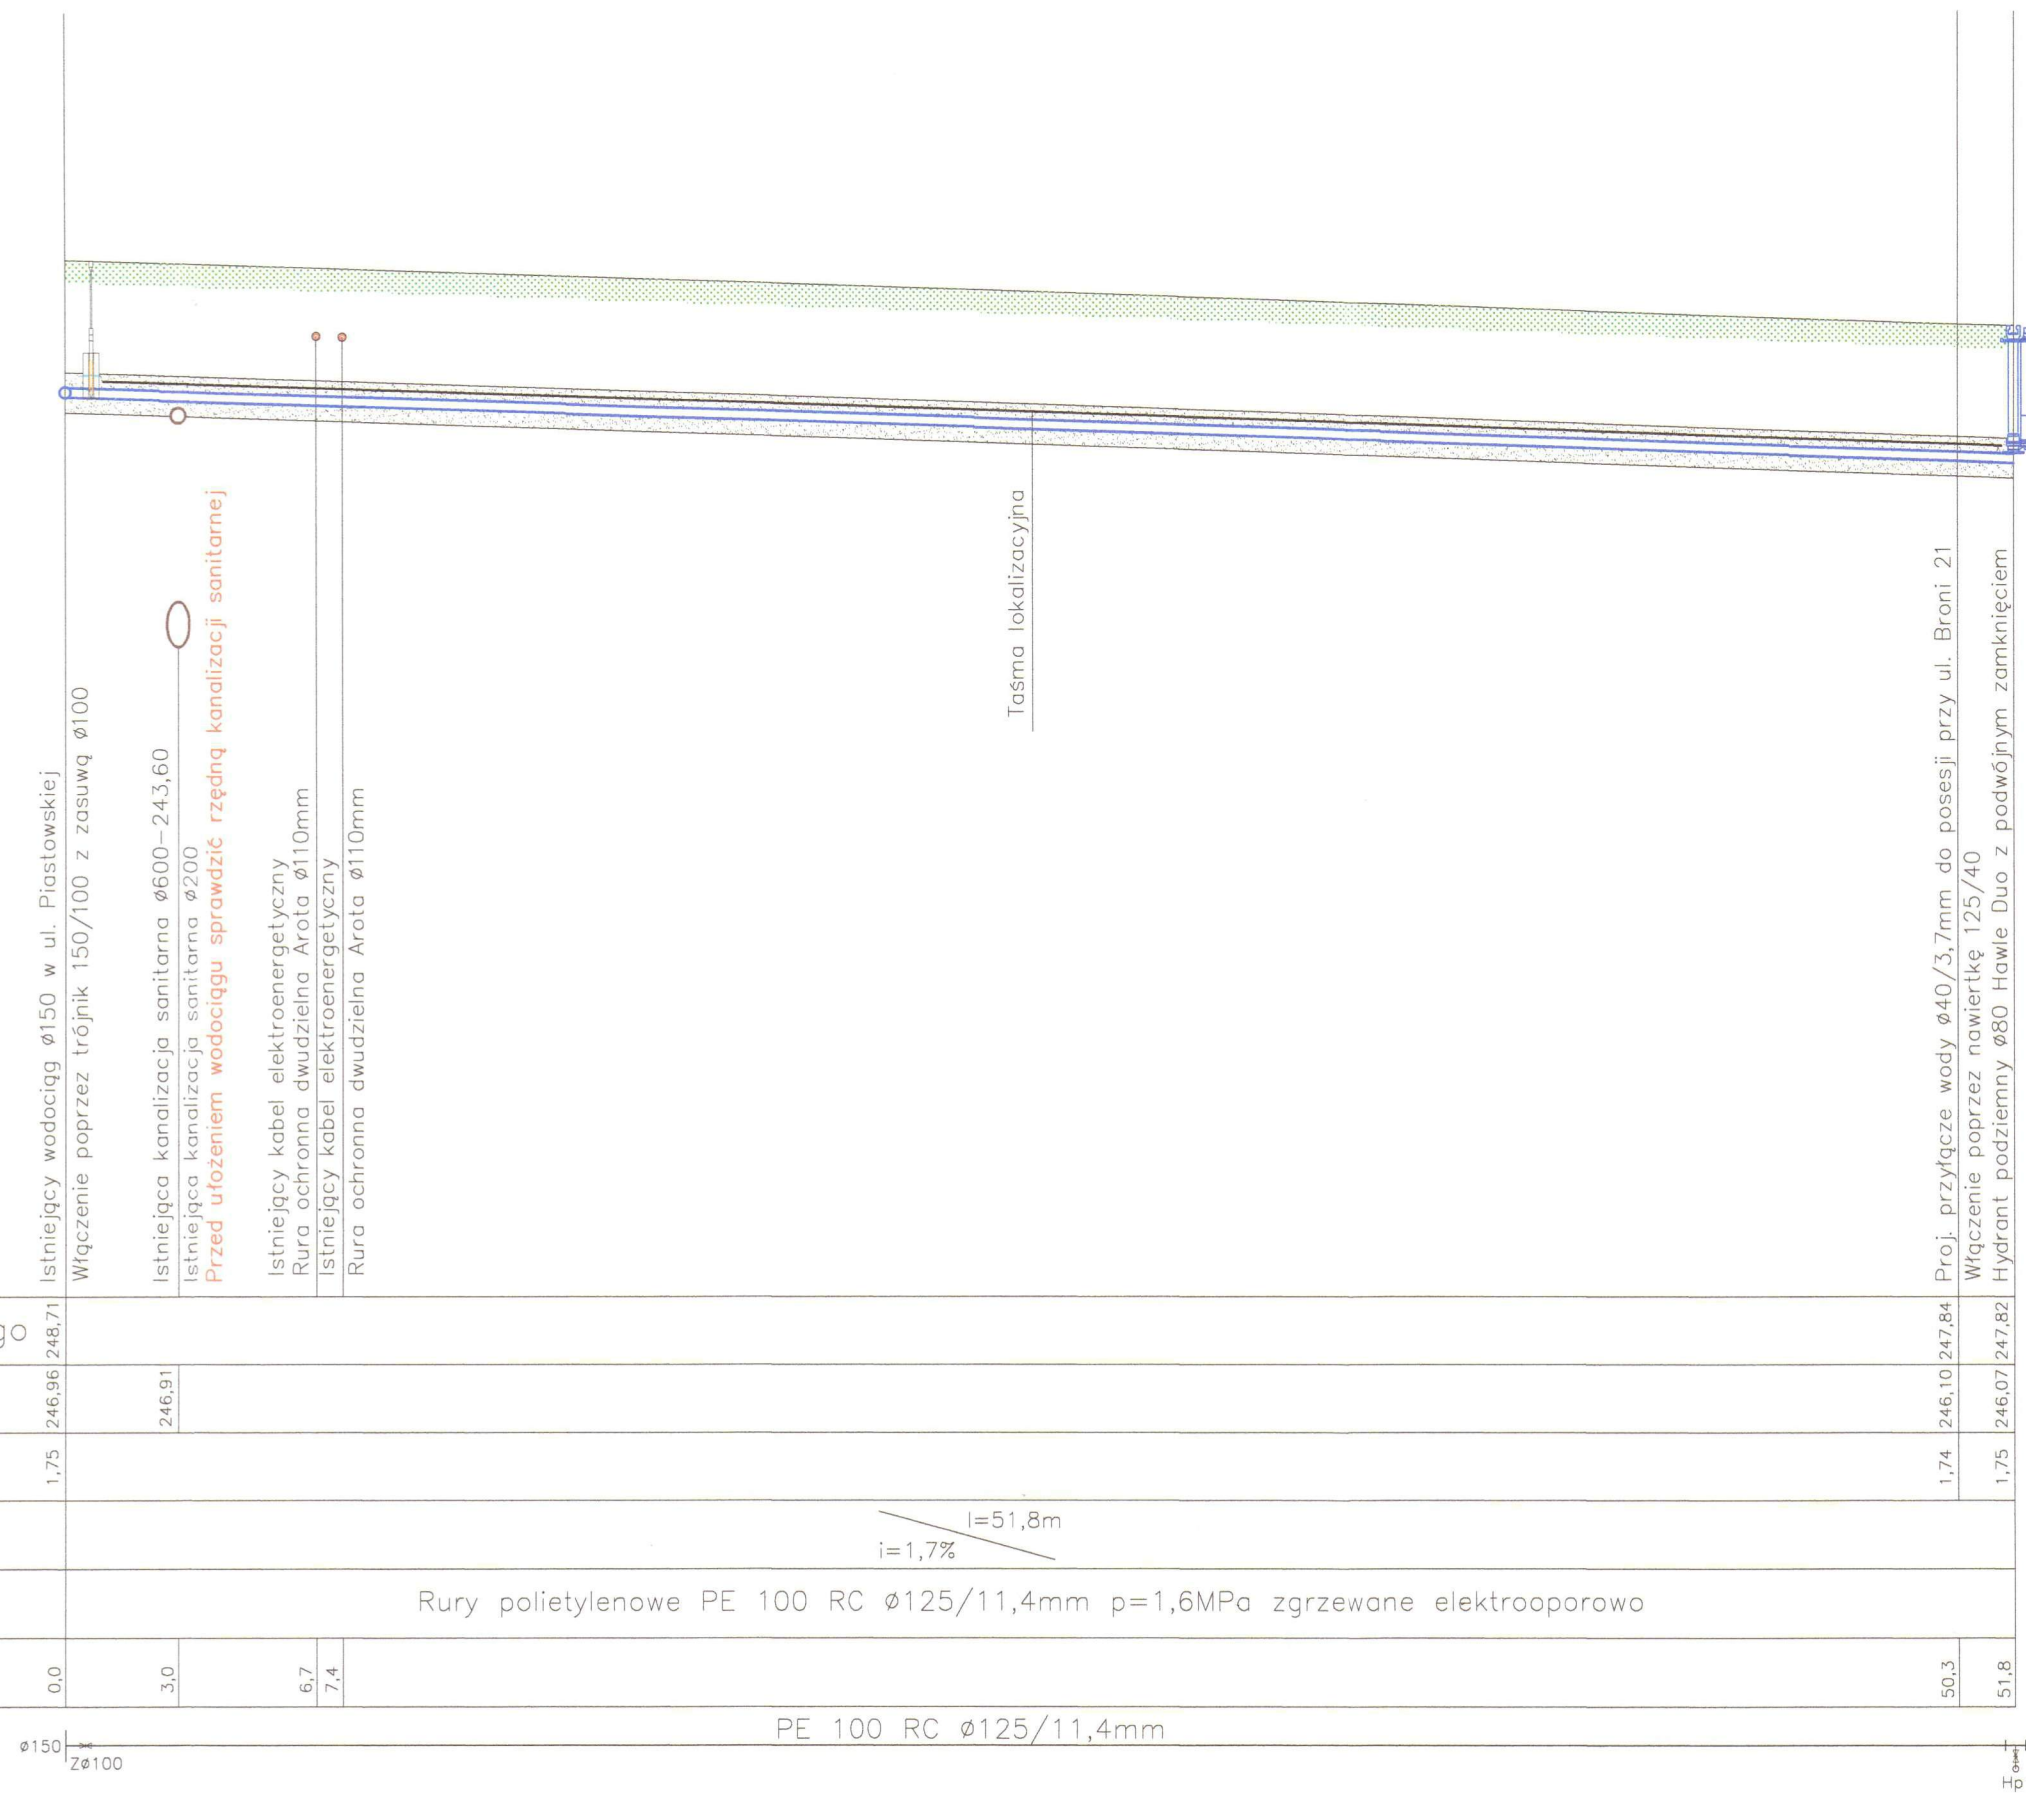 Istniejący wodociąg ø150 w ul. Piastowskiej
Włączenie poprzez trójnik 150/100 z zasuwą ø100
Istniejąca kanalizacja sanitarna ø600-243,60
Istniejąca kanalizacja sanitarna ø200
Przed ułożeniem wodociągu sprawdzić rzędną kanalizacji sanitarnej
Istniejący kabel elektroenergetyczny
Rura ochronna dwudzielna Arota ø110mm
Istniejący kabel elektroenergetyczny
Rura ochronna dwudzielna Arota ø110mm
Taśma lokalizacyjna
Proj. przyłącze wody ø40/3,7mm do posesji przy ul. Broni 21
Włączenie poprzez nawiertkę 125/40
Hydrant podziemny ø80 Hawle Duo z podwójnym zamknięciem
go 248,71 247,84 247,82
246,96 246,91 246,10 246,07
1,75 1,74 1,75
l=51,8m
i=1,7%
Rury polietylenowe PE 100 RC ø125/11,4mm p=1,6MPa zgrzewane elektrooporowo
0,0 3,0 6,7 7,4 50,3 51,8
PE 100 RC ø125/11,4mm
ø150
Zø100
Hp